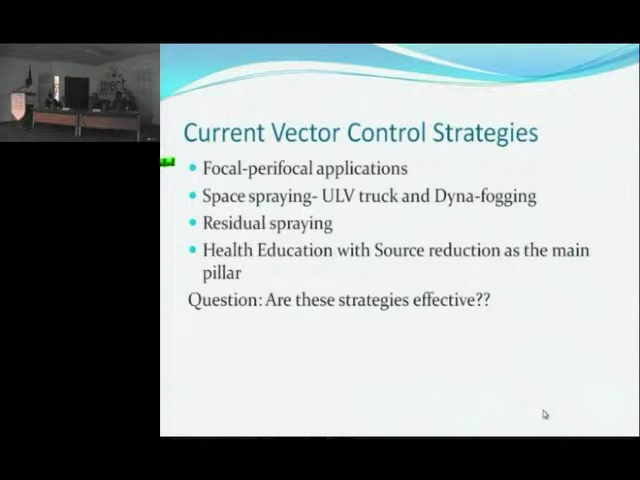 Current Vector Control Strategies
Focal-perifocal applications
Space spraying- ULV truck and Dyna-fogging
Residual spraying
Health Education with Source reduction as the main
pillar
Question: Are these strategies effective??